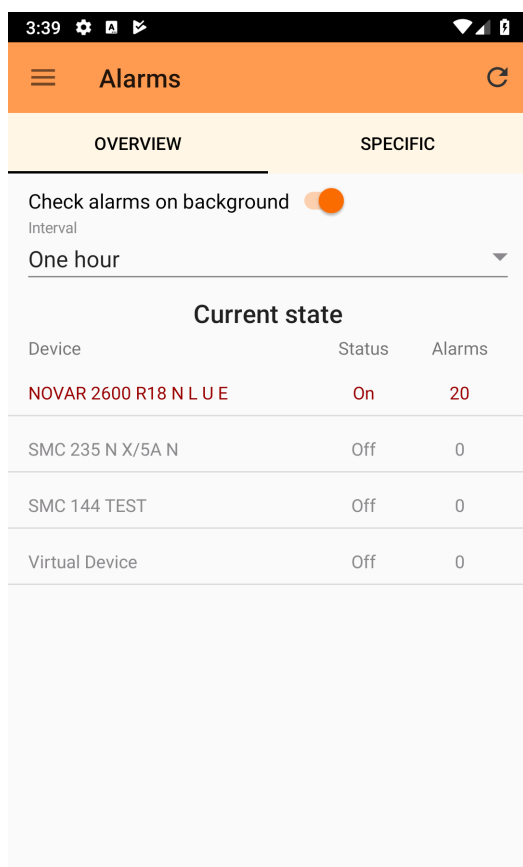 3:39
Alarms
OVERVIEW SPECIFIC
Check alarms on background
Interval
One hour
Current state
Device Status Alarms
NOVAR 2600 R18 N L U E On 20
SMC 235 N X/5A N Off 0
SMC 144 TEST Off 0
Virtual Device Off 0